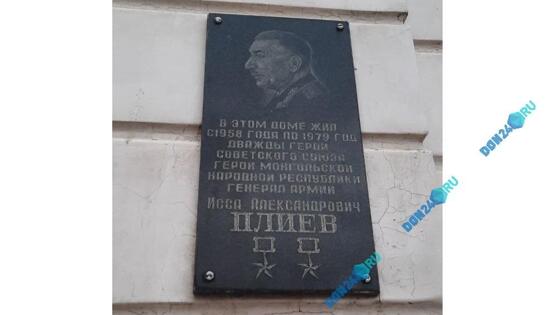 В ЭТОМ ДОМЕ ЖИЛ
С 1958 ГОДА ПО 1979 ГОД
ДВАЖДЫ ГЕРОЙ
СОВЕТСКОГО СОЮЗА
ГЕРОЙ МОНГОЛЬСКОЙ
НАРОДНОЙ РЕСПУБЛИКИ
ГЕНЕРАЛ АРМИИ
ИССА АЛЕКСАНДРОВИЧ
ПЛИЕВ
DON24.RU
DON24.RU
DON24.RU